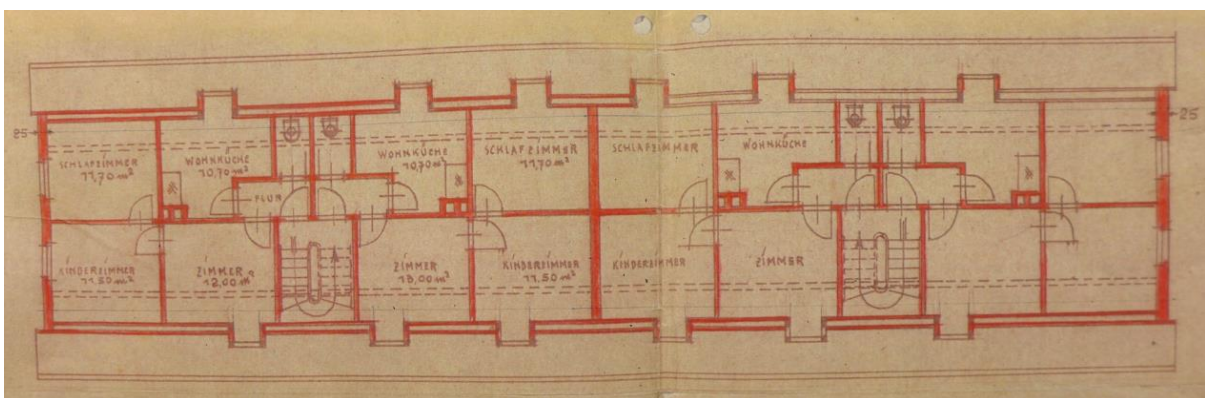 25
SCHLAFZIMMER
11,70 m²
WOHNKÜCHE
10,70 m²
FLUR
WOHNKÜCHE
10,70 m²
SCHLAFZIMMER
11,70 m²
SCHLAFZIMMER
WOHNKÜCHE
25
KINDERZIMMER
11.50 m²
ZIMMER
12,00 m²
ZIMMER
13,00 m²
KINDERZIMMER
11.50 m²
KINDERZIMMER
ZIMMER